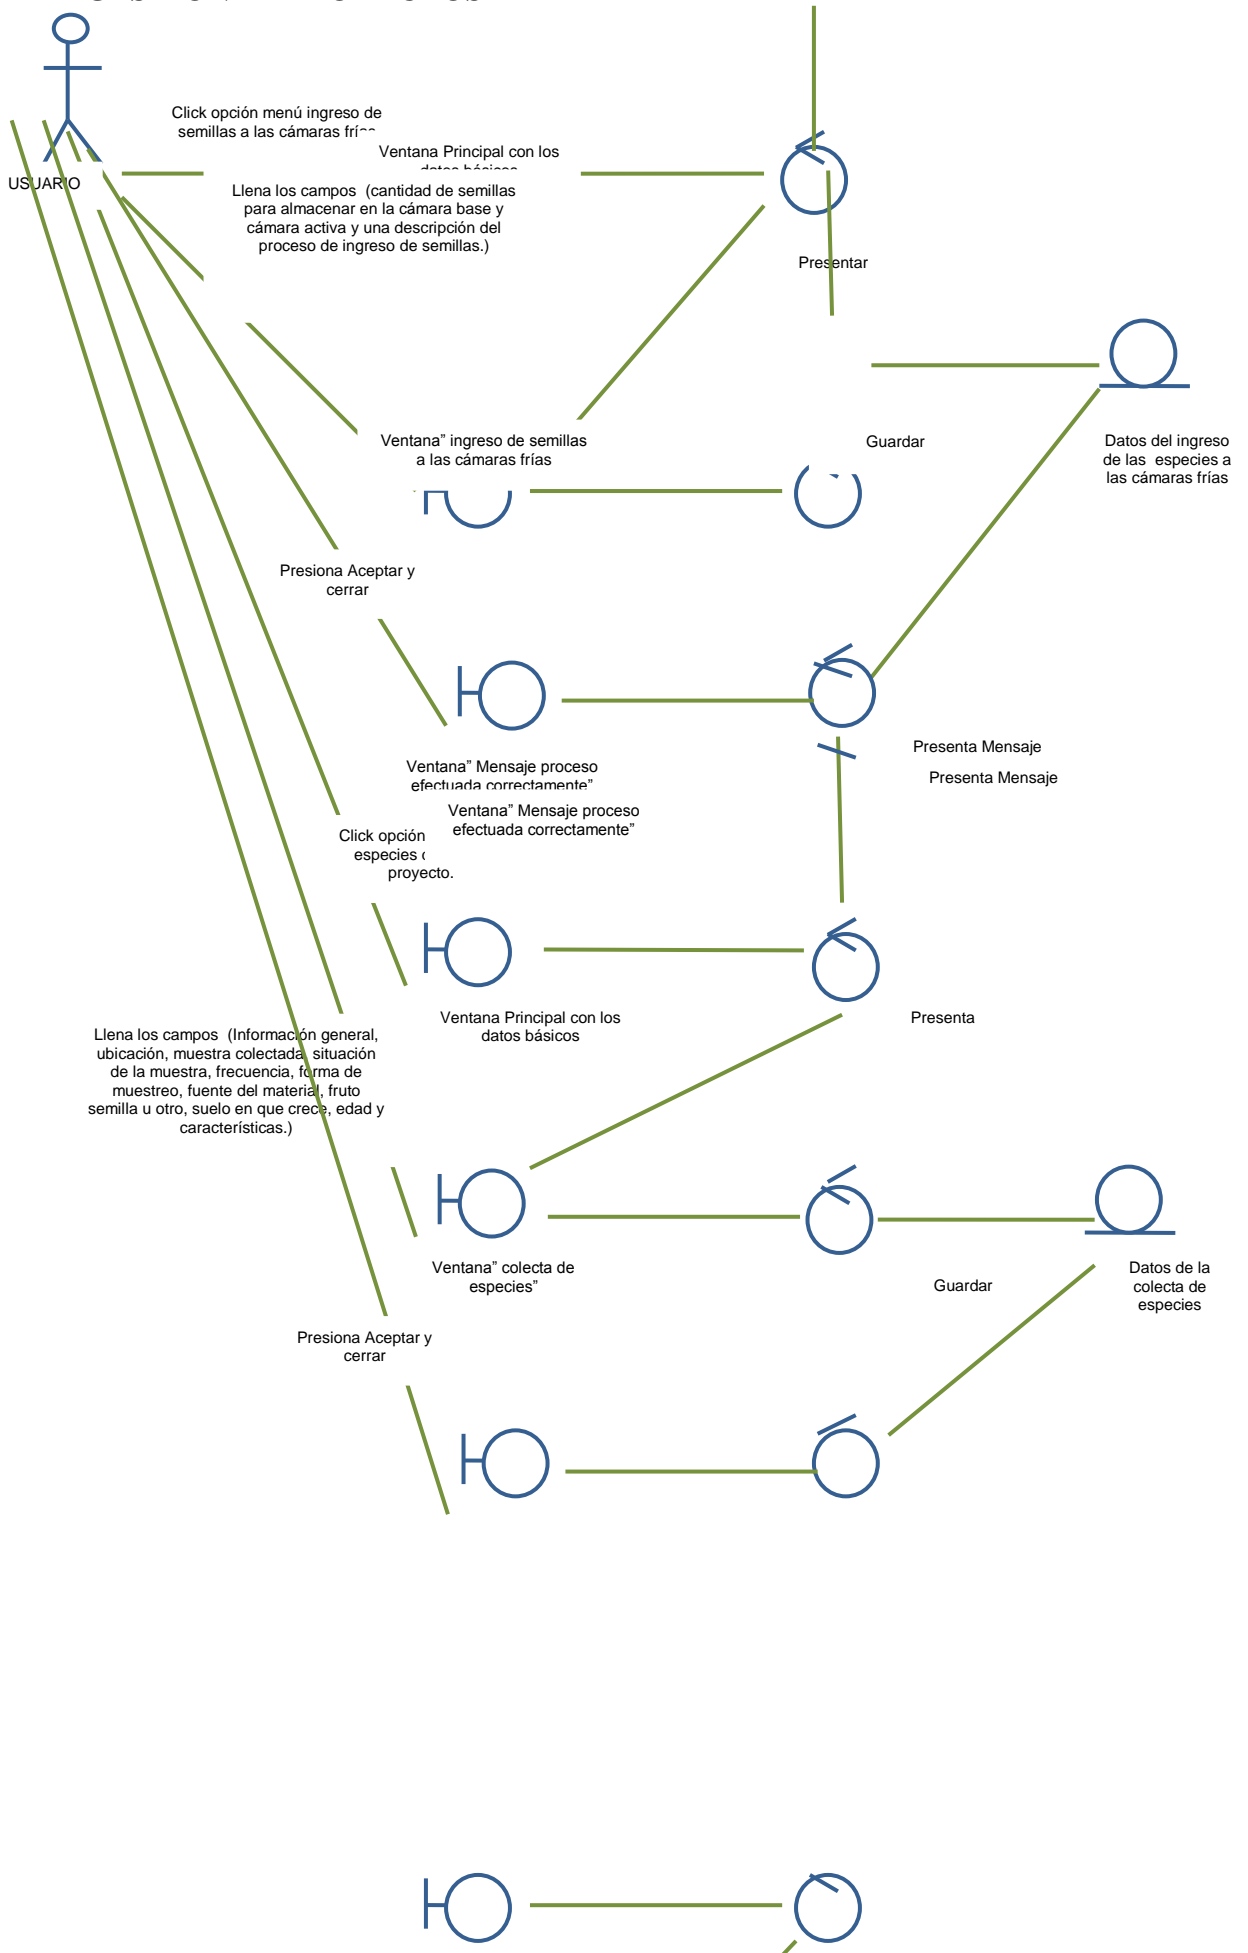 Click opción menú ingreso de
semillas a las cámaras
Ventana Principal con los
datos básicos
USUARIO
Llena los campos  (cantidad de semillas
para almacenar en la cámara base y
cámara activa y una descripción del
proceso de ingreso de semillas.)
Presentar
Ventana” ingreso de semillas
a las cámaras frías
Guardar
Datos del ingreso
de las  especies a
las cámaras frías
Presiona Aceptar y
cerrar
Presenta Mensaje
Presenta Mensaje
Ventana” Mensaje proceso
efectuada correctamente”
Ventana” Mensaje proceso
efectuada correctamente”
Click opción
especies
proyecto.
Ventana Principal con los
datos básicos
Presenta
Llena los campos  (Información general,
ubicación, muestra colectada, situación
de la muestra, frecuencia, forma de
muestreo, fuente del material, fruto
semilla u otro, suelo en que crece, edad y
características.)
Ventana” colecta de
especies”
Guardar
Datos de la
colecta de
especies
Presiona Aceptar y
cerrar